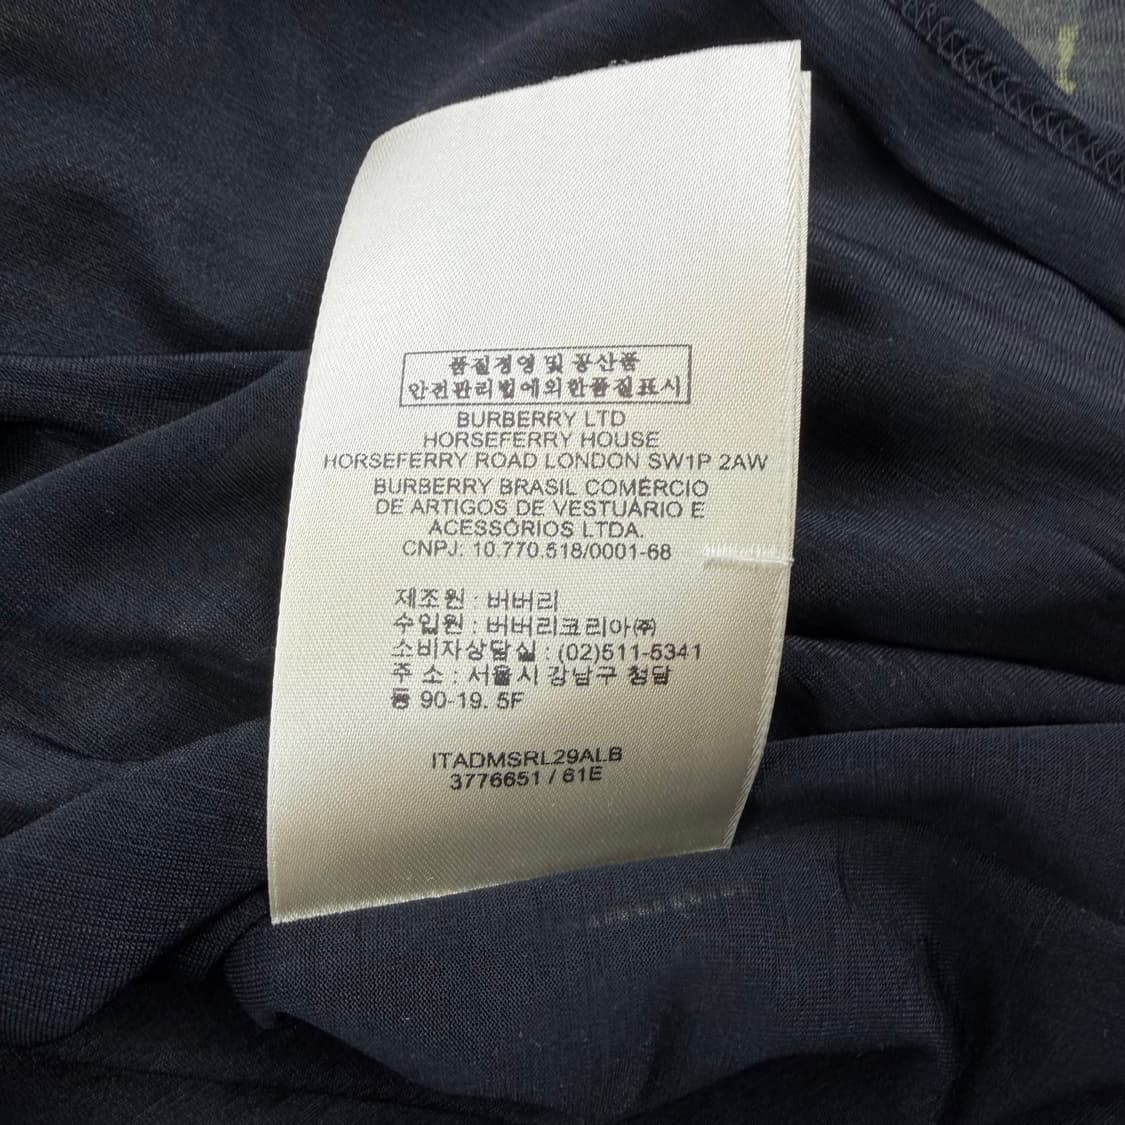 품질경영 및 공산품
안전관리법에의한품질표시
BURBERRY LTD
HORSEFERRY HOUSE
HORSEFERRY ROAD LONDON SW1P 2AW
BURBERRY BRASIL COMÉRCIO
DE ARTIGOS DE VESTUÁRIO E
ACESSÓRIOS LTDA.
CNPJ: 10.770.518/0001-68
제조원 : 버버리
수입원 : 버버리코리아㈜
소비자상담실 : (02)511-5341
주 소 : 서울시 강남구 청담
동 90-19. 5F
ITADMSRL29ALB
3776651 / 61E